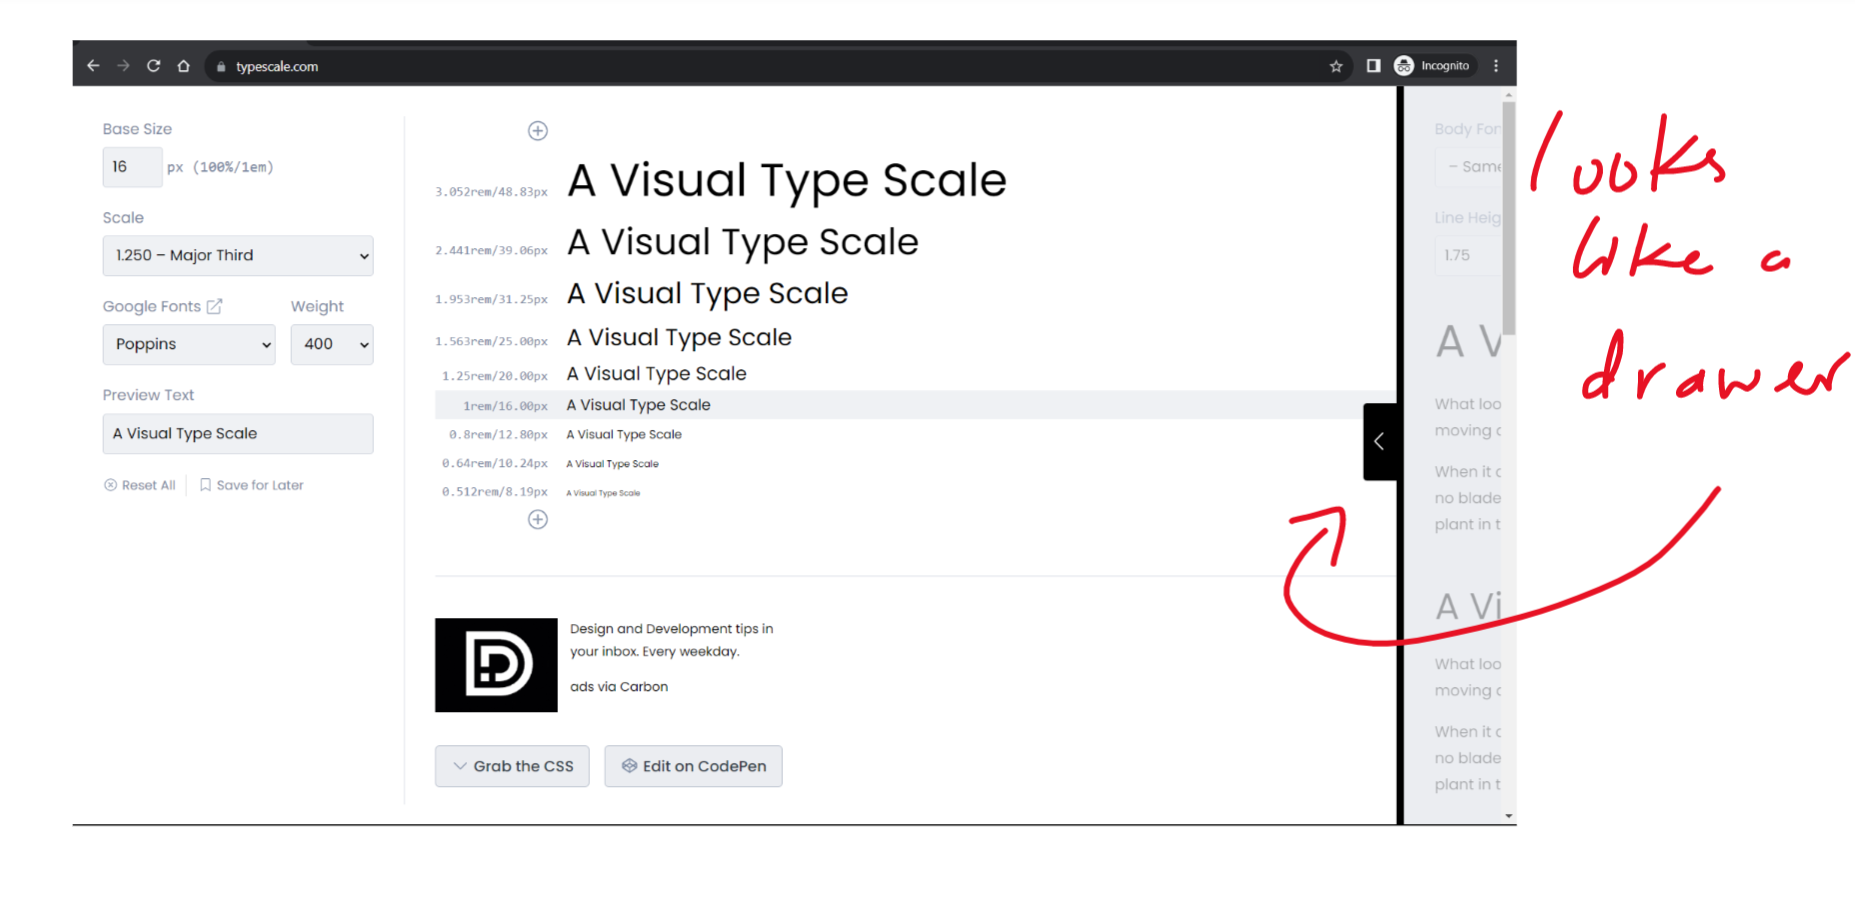 typescale.com
Incognito
Base Size
16 px (100%/1em)
Scale
1.250 – Major Third
Google Fonts Weight
Poppins 400
Preview Text
A Visual Type Scale
Reset All Save for Later
3.052rem/48.83px A Visual Type Scale
2.441rem/39.06px A Visual Type Scale
1.953rem/31.25px A Visual Type Scale
1.563rem/25.00px A Visual Type Scale
1.25rem/20.00px A Visual Type Scale
1rem/16.00px A Visual Type Scale
0.8rem/12.80px A Visual Type Scale
0.64rem/10.24px A Visual Type Scale
0.512rem/8.19px A Visual Type Scale
Design and Development tips in
your inbox. Every weekday.
ads via Carbon
Grab the CSS Edit on CodePen
Body Fon
– Same
Line Heig
1.75
A V
What loo
moving
When it
no blade
plant in t
A Vi
What loo
moving
When it
no blade
plant in t
looks
like a
drawer